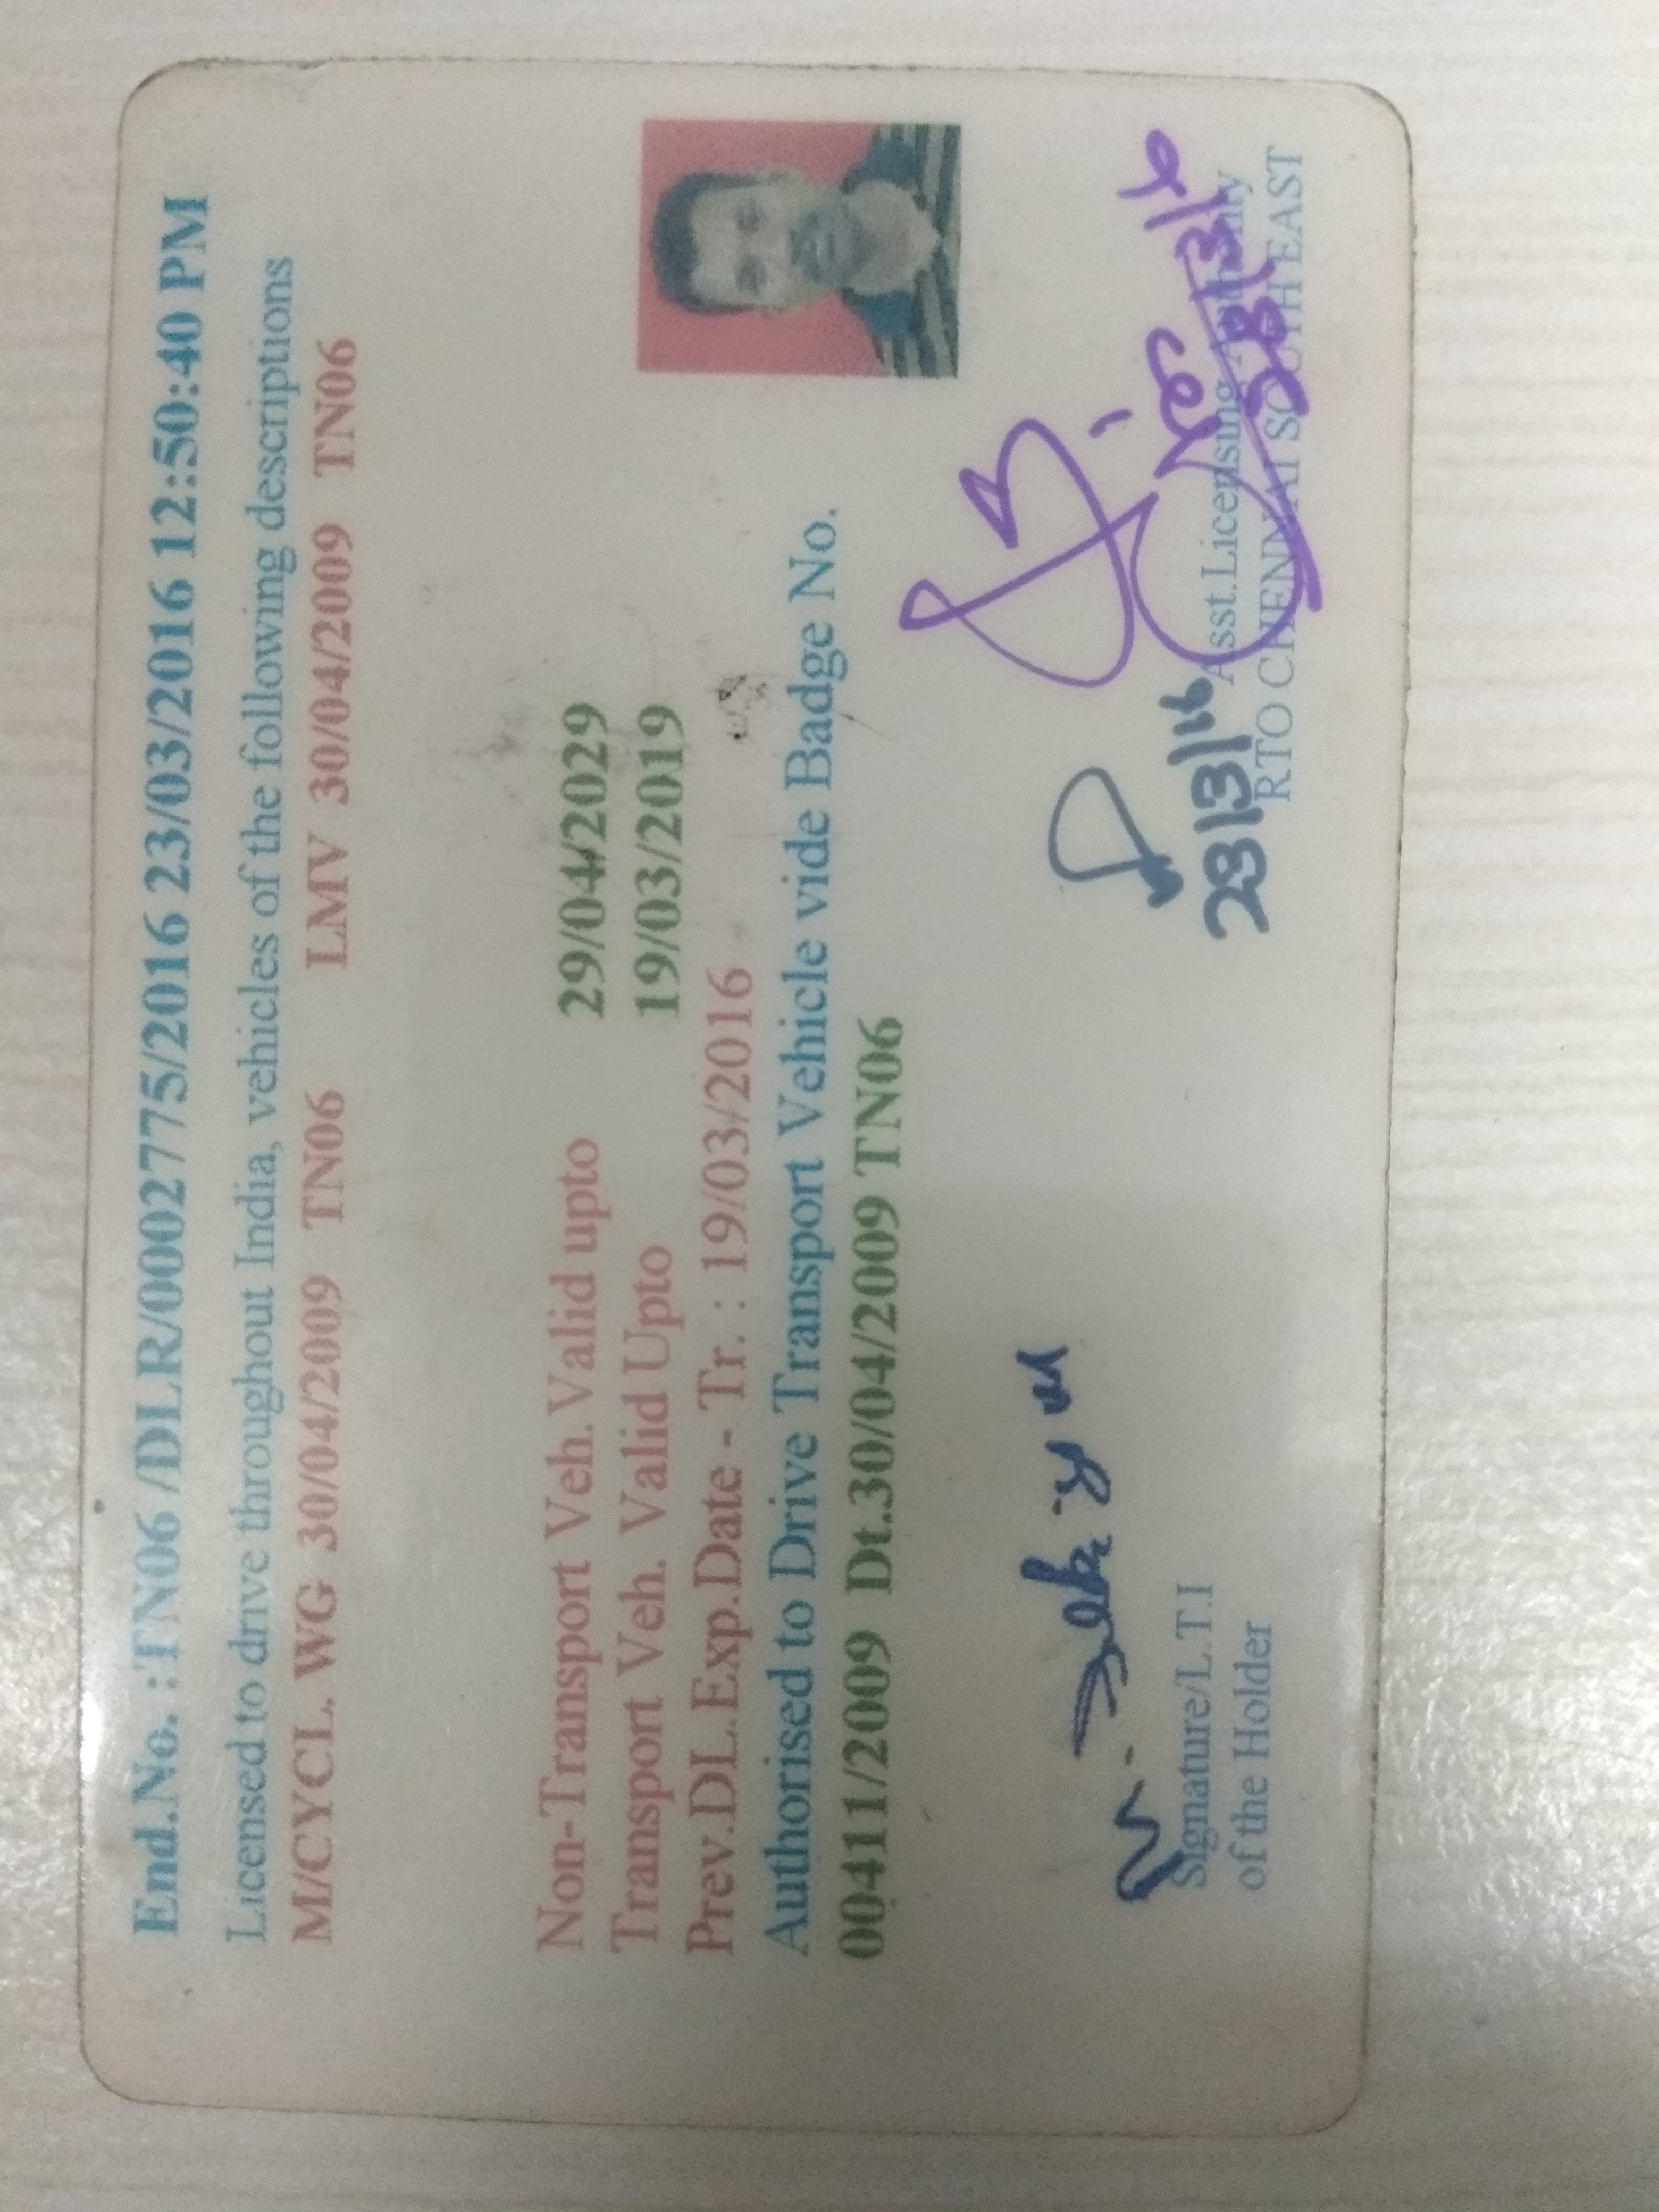 End.No. :TN06 /DLR/0002775/2016 23/03/2016 12:50:40 PM
Licensed to drive throughout India, vehicles of the following descriptions
M/CYCL. WG 30/04/2009 TN06 LMV 30/04/2009 TN06
Non-Transport Veh. Valid upto 29/04/2029
Transport Veh. Valid Upto 19/03/2019
Prev.DL.Exp.Date - Tr. : 19/03/2016
Authorised to Drive Transport Vehicle vide Badge No.
00411/2009 Dt.30/04/2009 TN06
23/3/16
23/3/16
Signature/L.T.I
of the Holder
Asst.Licensing Authority
RTO CHENNAI SOUTH EAST